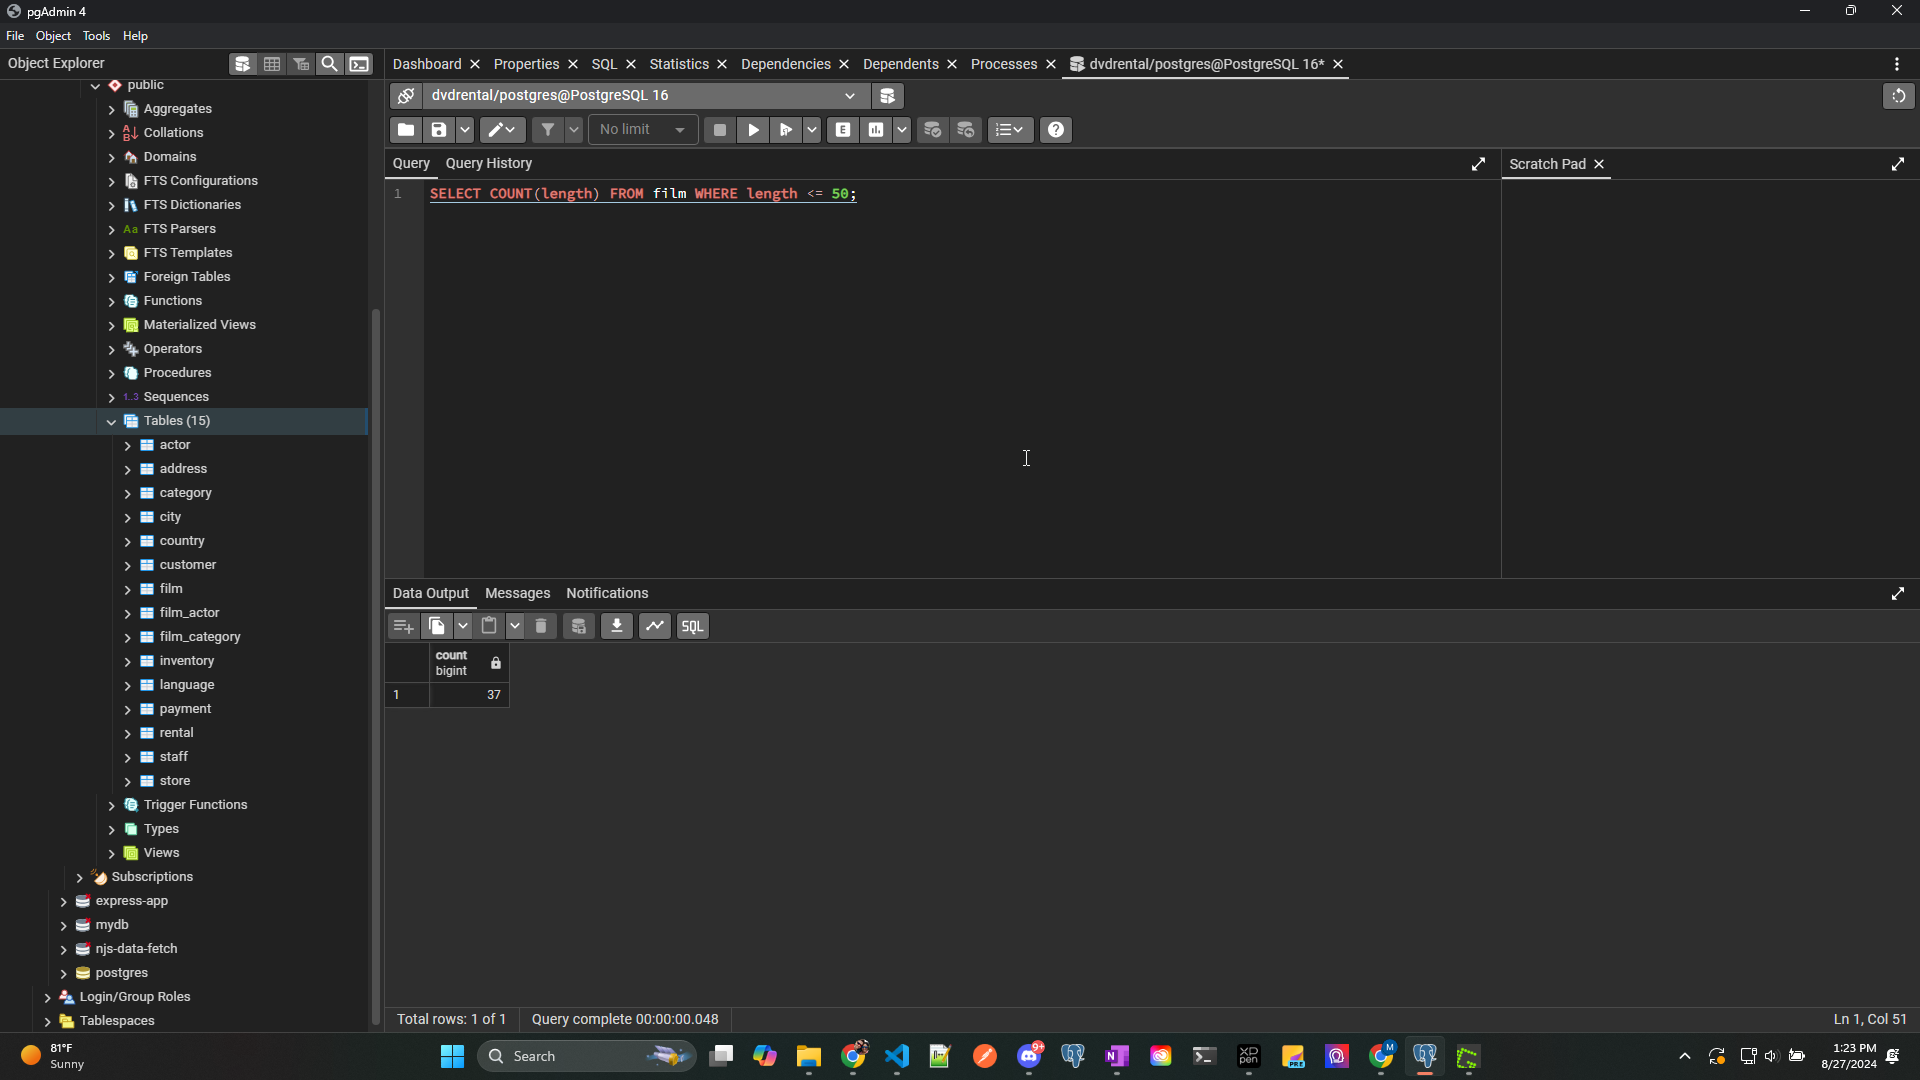 pgAdmin 4
File Object Tools Help
Object Explorer
public
Aggregates
Collations
Domains
FTS Configurations
FTS Dictionaries
Aa FTS Parsers
FTS Templates
Foreign Tables
Functions
Materialized Views
Operators
Procedures
1..3 Sequences
Tables (15)
actor
address
category
city
country
customer
film
film_actor
film_category
inventory
language
payment
rental
staff
store
Trigger Functions
Types
Views
Subscriptions
express-app
mydb
njs-data-fetch
postgres
Login/Group Roles
Tablespaces
Dashboard Properties SQL Statistics Dependencies Dependents Processes dvdrental/postgres@PostgreSQL 16*
dvdrental/postgres@PostgreSQL 16
No limit E
Query Query History
Scratch Pad
1 SELECT COUNT(length) FROM film WHERE length <= 50;
Data Output Messages Notifications
SQL
count
bigint
1 37
Total rows: 1 of 1 Query complete 00:00:00.048 Ln 1, Col 51
81°F
Sunny
Search
9+
M
1:23 PM
8/27/2024